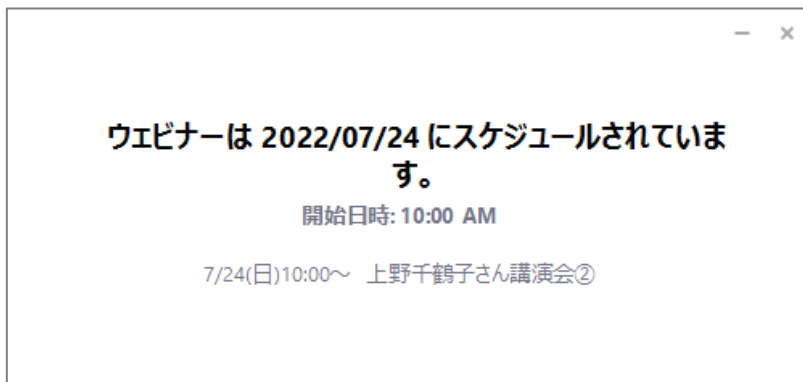 ウェビナーは 2022/07/24 にスケジュールされていま
す。
開始日時: 10:00 AM
7/24(日)10:00～　上野千鶴子さん講演会②